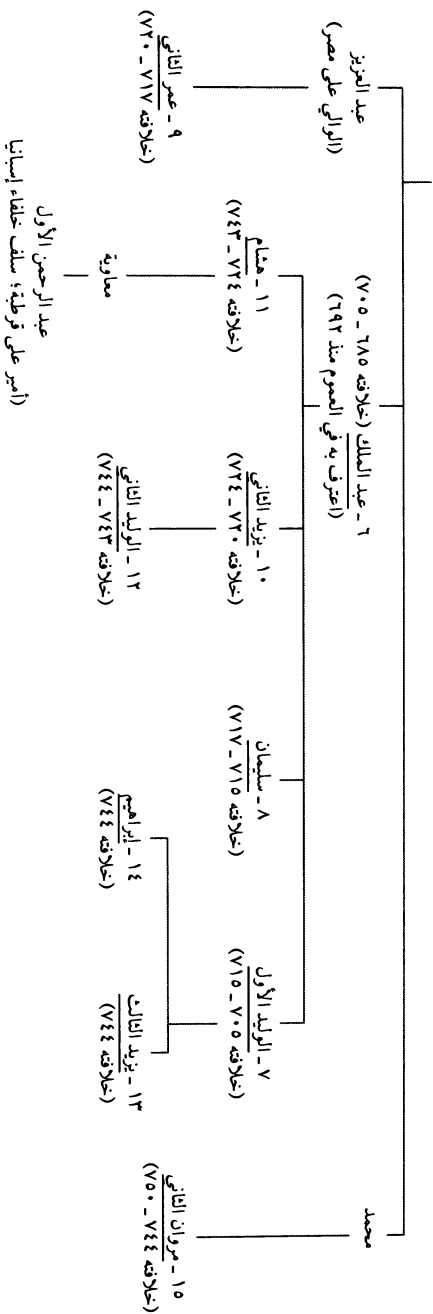 محمد
٦ - عبد الملك (خلافته ٦٨٥ - ٧٠٥)
(اعترف به في العموم منذ ٦٩٢)
عبد العزيز
(الوالي على مصر)
٧ - الوليد الأول
(خلافته ٧٠٥ - ٧١٥)
٨ - سليمان
(خلافته ٧١٥ - ٧١٧)
١٠ - يزيد الثاني
(خلافته ٧٢٠ - ٧٢٤)
١١ - هشام
(خلافته ٧٢٤ - ٧٤٣)
١٥ - مروان الثاني
(خلافته ٧٤٤ - ٧٥٠)
٩ - عمر الثاني
(خلافته ٧١٧ - ٧٢٠)
١٣ - يزيد الثالث
(خلافته ٧٤٤)
١٤ - إبراهيم
(خلافته ٧٤٤)
١٢ - الوليد الثاني
(خلافته ٧٤٣ - ٧٤٤)
معاوية
عبد الرحمن الأول
(أمير على قرطبة؛ سلف خلفاء إسبانيا